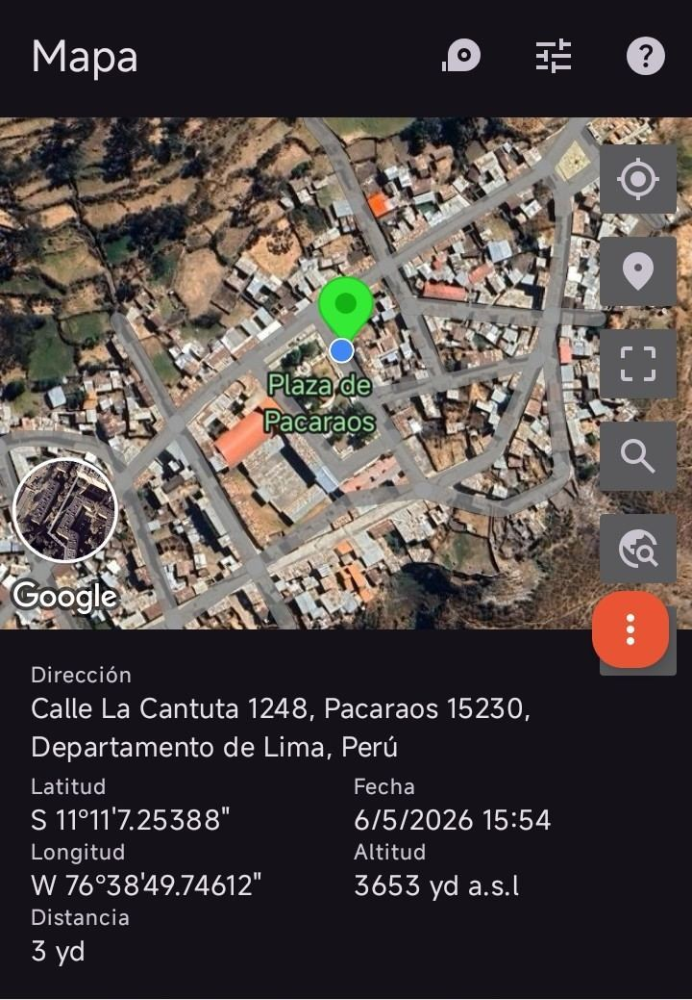 Mapa
Plaza de
Pacaraos
Google
Dirección
Calle La Cantuta 1248, Pacaraos 15230,
Departamento de Lima, Perú
Latitud
S 11°11'7.25388"
Fecha
6/5/2026 15:54
Longitud
W 76°38'49.74612"
Altitud
3653 yd a.s.l
Distancia
3 yd